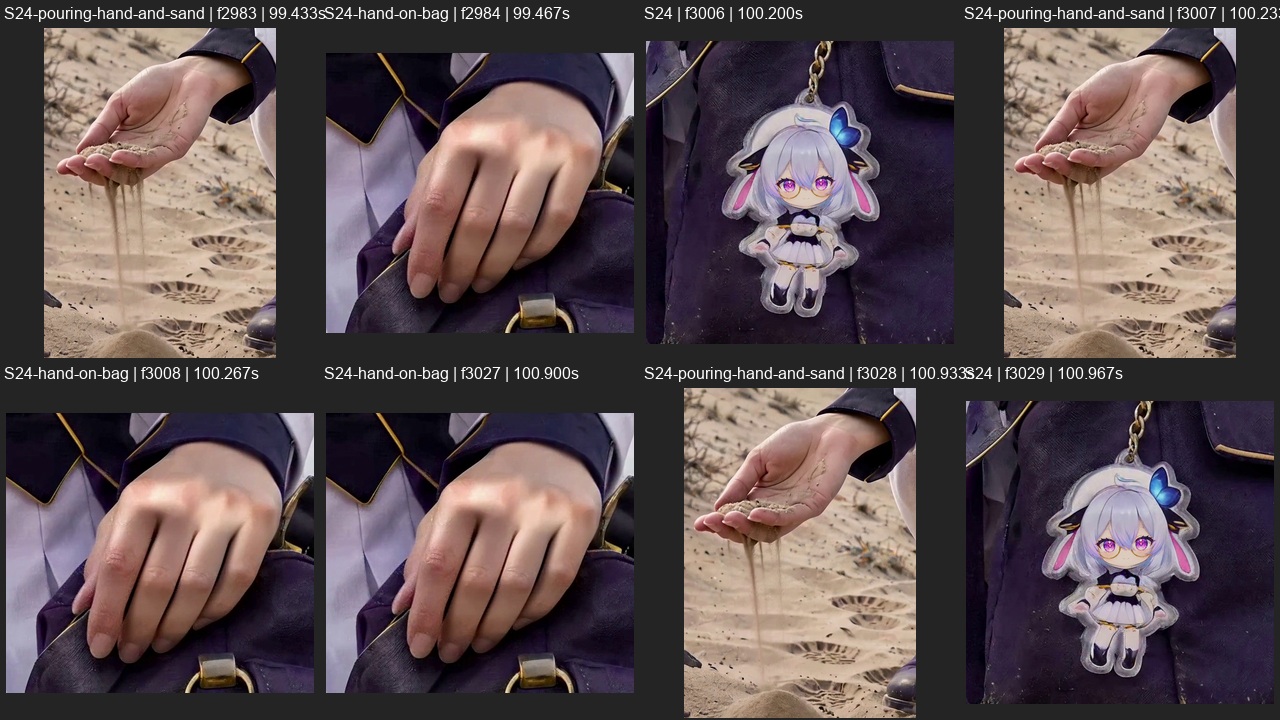 S24-pouring-hand-and-sand | f2983 | 99.433s
S24-hand-on-bag | f2984 | 99.467s
S24 | f3006 | 100.200s
S24-pouring-hand-and-sand | f3007 | 100.23
S24-hand-on-bag | f3008 | 100.267s
S24-hand-on-bag | f3027 | 100.900s
S24-pouring-hand-and-sand | f3028 | 100.933s
S24 | f3029 | 100.967s